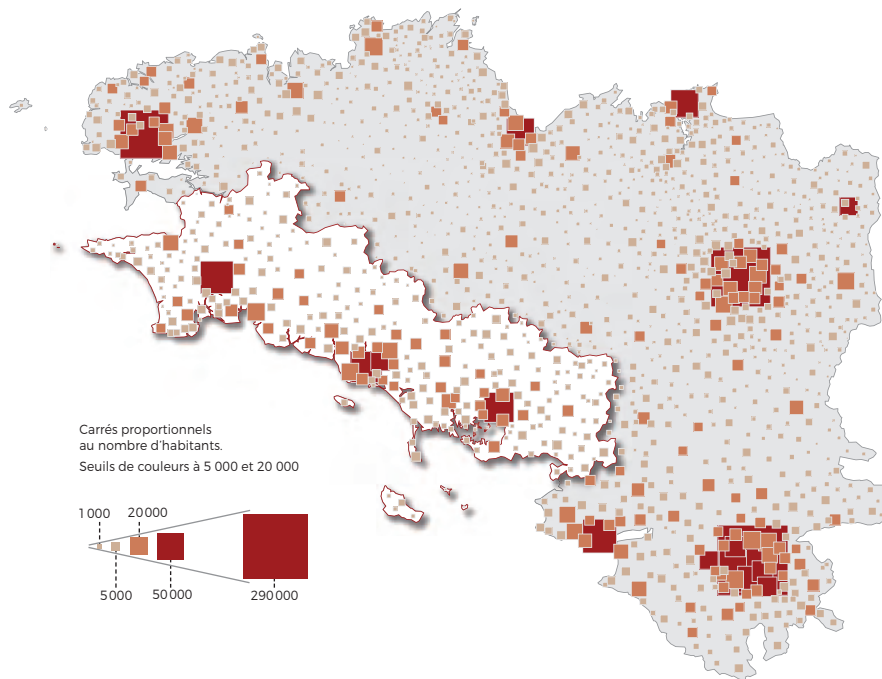 Carrés proportionnels
au nombre d'habitants.
Seuils de couleurs à 5 000 et 20 000
1 000
20 000
5 000
50 000
290 000